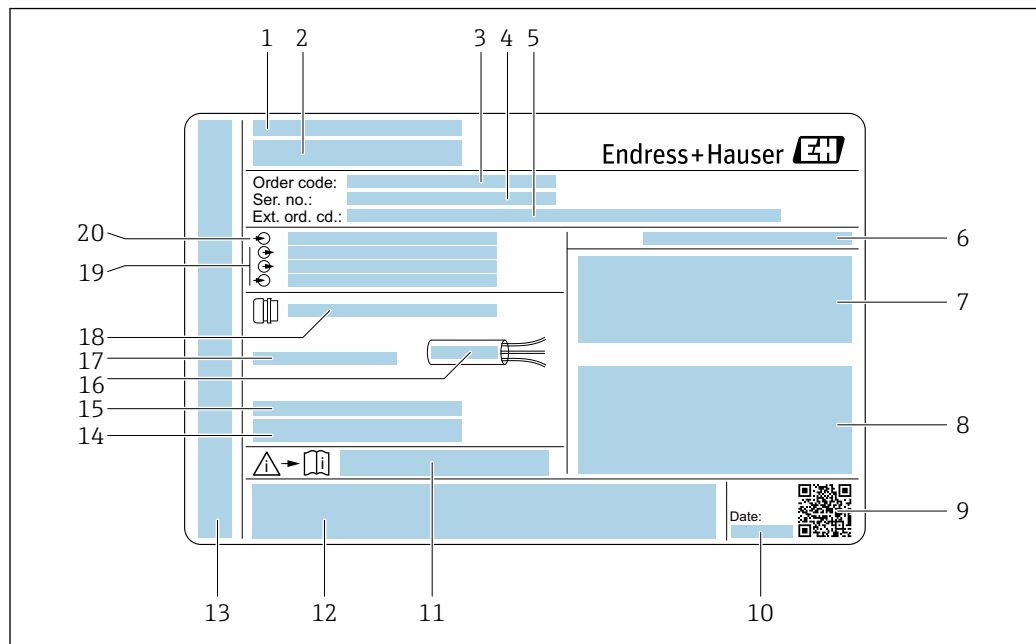 1 2 3 4 5
Endress+Hauser EH
Order code:
Ser. no.:
Ext. ord. cd.:
20
6
19
7
18
17
16
15
14
8
i i
9
Date:
13 12 11 10